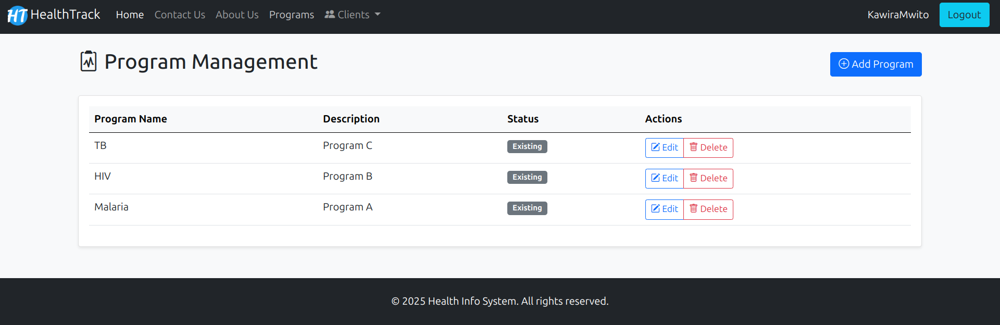 HT HealthTrack Home Contact Us About Us Programs Clients KawiraMwito Logout
Program Management Add Program
Program Name Description Status Actions
TB Program C Existing Edit Delete
HIV Program B Existing Edit Delete
Malaria Program A Existing Edit Delete
© 2025 Health Info System. All rights reserved.